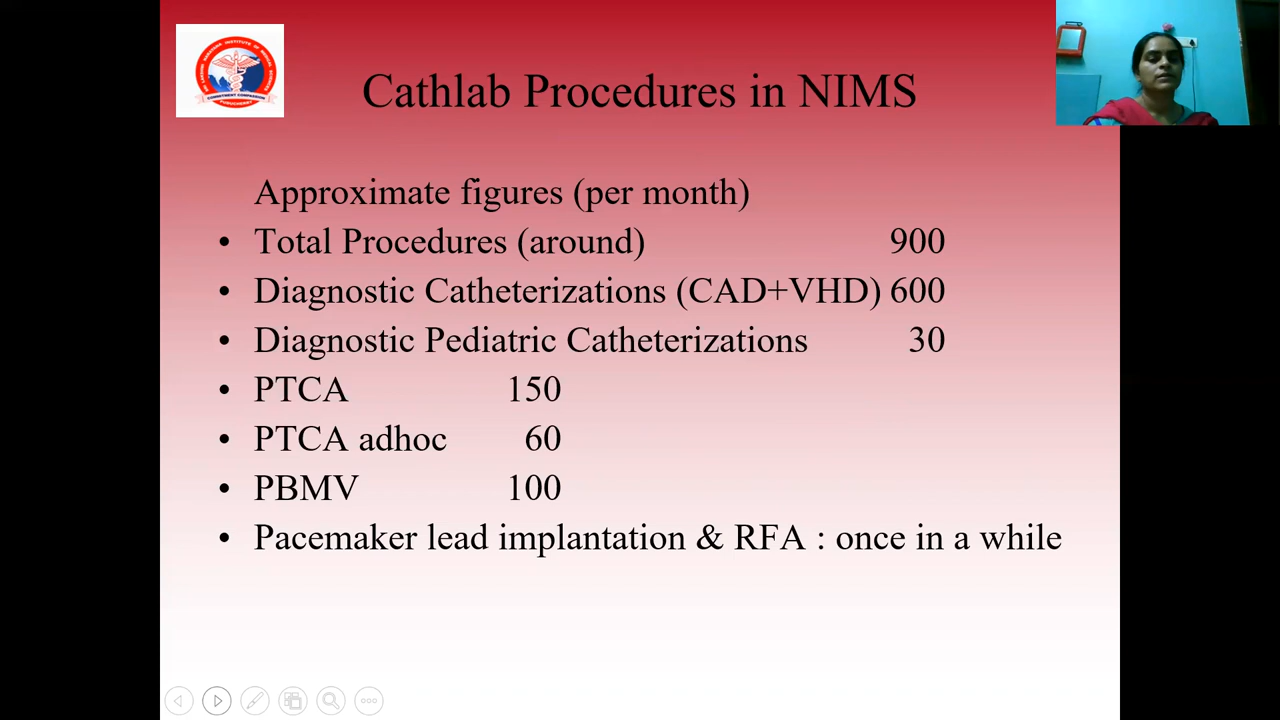 Cathlab Procedures in NIMS
Approximate figures (per month)
• Total Procedures (around) 900
• Diagnostic Catheterizations (CAD+VHD) 600
• Diagnostic Pediatric Catheterizations 30
• PTCA 150
• PTCA adhoc 60
• PBMV 100
• Pacemaker lead implantation & RFA : once in a while